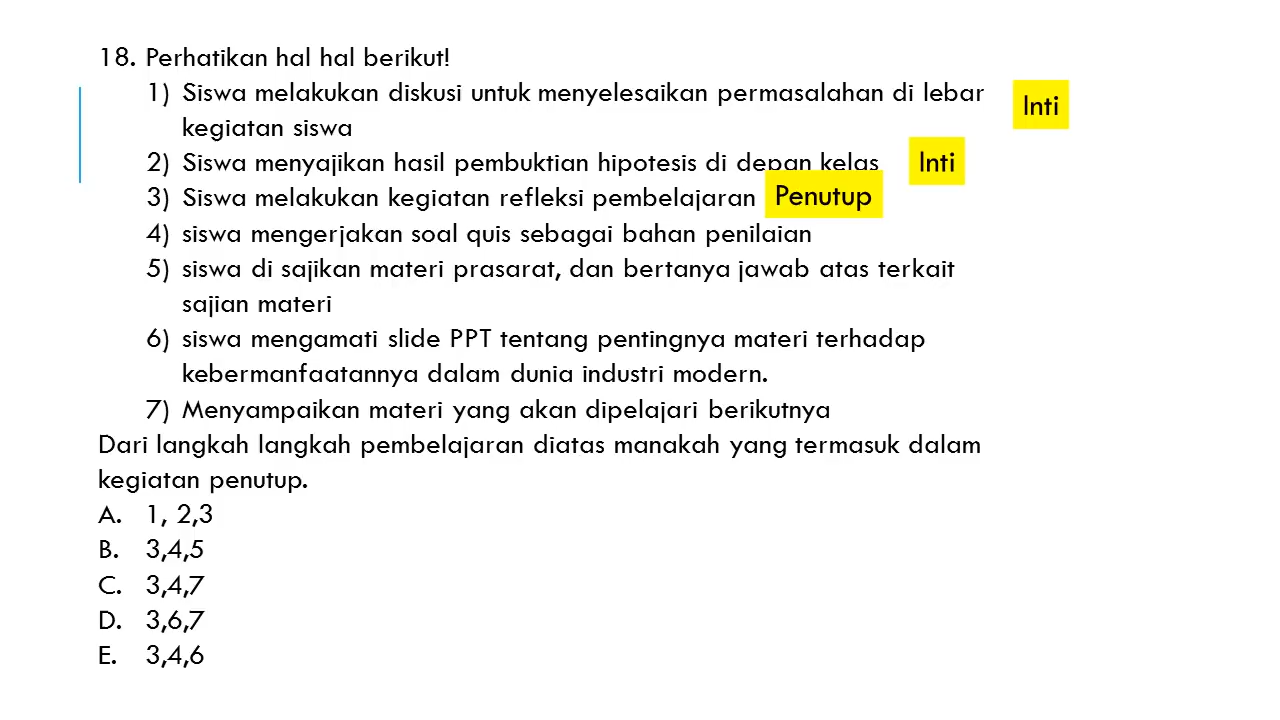 18. Perhatikan hal hal berikut!
1) Siswa melakukan diskusi untuk menyelesaikan permasalahan di lebar
kegiatan siswa
Inti
2) Siswa menyajikan hasil pembuktian hipotesis di depan kelas
Inti
3) Siswa melakukan kegiatan refleksi pembelajaran
Penutup
4) siswa mengerjakan soal quis sebagai bahan penilaian
5) siswa di sajikan materi prasarat, dan bertanya jawab atas terkait
sajian materi
6) siswa mengamati slide PPT tentang pentingnya materi terhadap
kebermanfaatannya dalam dunia industri modern.
7) Menyampaikan materi yang akan dipelajari berikutnya
Dari langkah langkah pembelajaran diatas manakah yang termasuk dalam
kegiatan penutup.
A. 1, 2,3
B. 3,4,5
C. 3,4,7
D. 3,6,7
E. 3,4,6